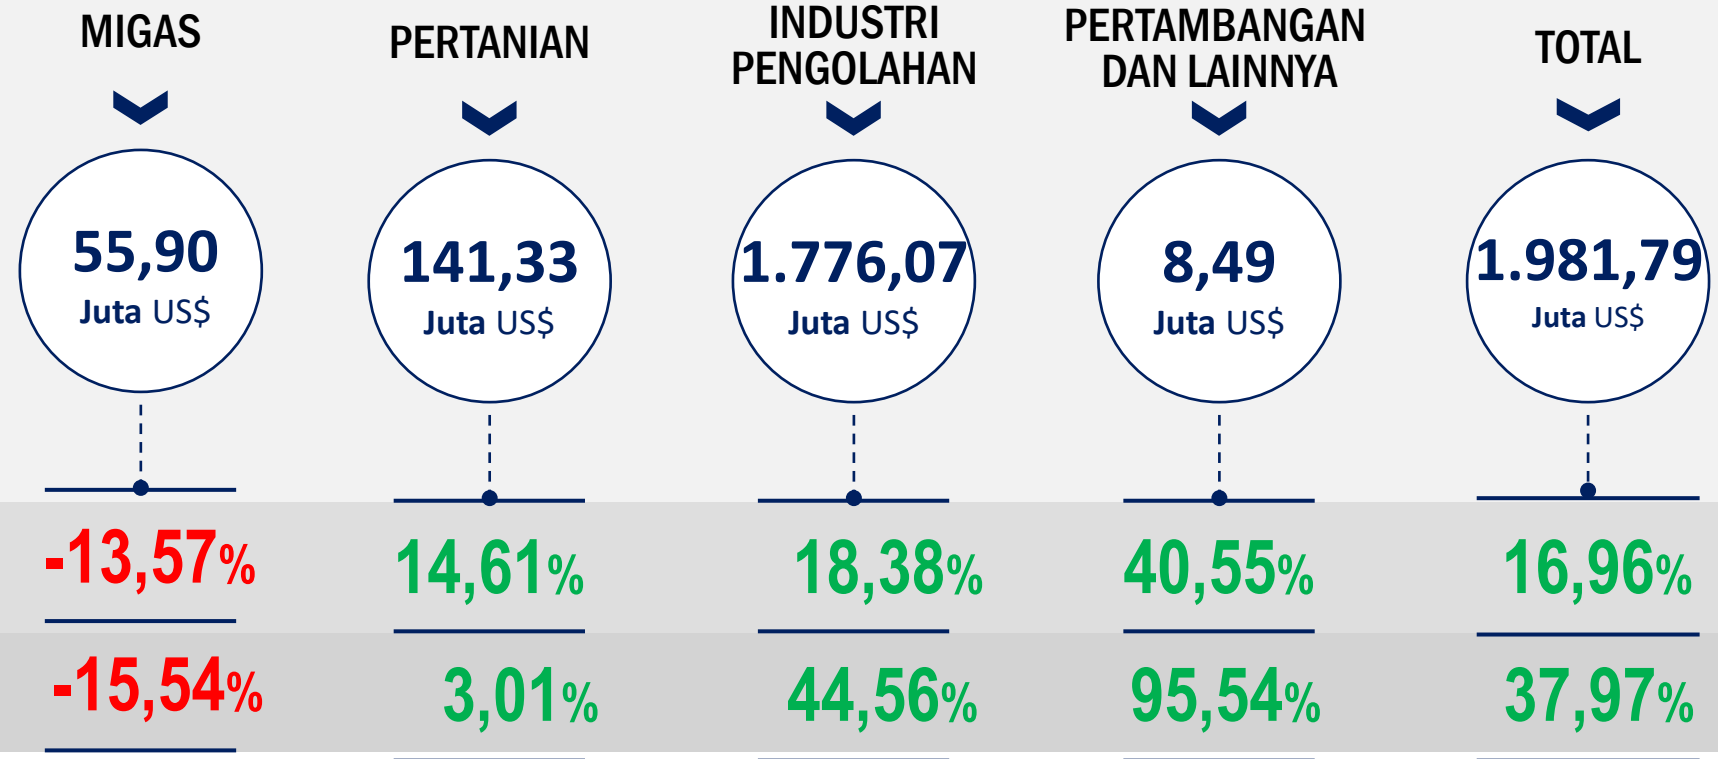 MIGAS
PERTANIAN
INDUSTRI
PENGOLAHAN
PERTAMBANGAN
DAN LAINNYA
TOTAL
55,90
Juta US$
141,33
Juta US$
1.776,07
Juta US$
8,49
Juta US$
1.981,79
Juta US$
-13,57%
14,61%
18,38%
40,55%
16,96%
-15,54%
3,01%
44,56%
95,54%
37,97%